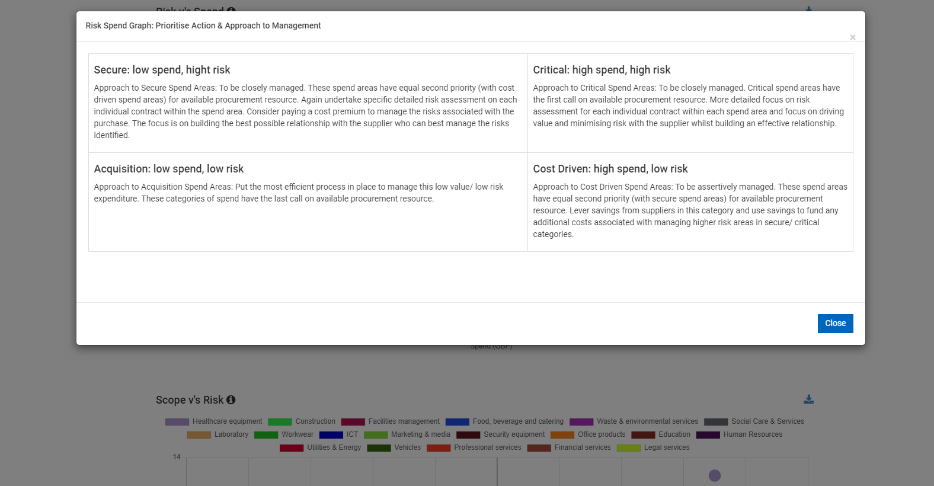 Risk v's Spend
Risk Spend Graph: Prioritise Action & Approach to Management
×
Secure: low spend, hight risk
Approach to Secure Spend Areas: To be closely managed. These spend areas have equal second priority (with cost
driven spend areas) for available procurement resource. Again undertake specific detailed risk assessment on each
individual contract within the spend area. Consider paying a cost premium to manage the risks associated with the
purchase. The focus is on building the best possible relationship with the supplier who can best manage the risks
identified.
Critical: high spend, high risk
Approach to Critical Spend Areas: To be closely managed. Critical spend areas have
the first call on available procurement resource. More detailed focus on risk
assessment for each individual contract within each spend area and focus on driving
value and minimising risk with the supplier whilst building an effective relationship.
Acquisition: low spend, low risk
Approach to Acquisition Spend Areas: Put the most efficient process in place to manage this low value/ low risk
expenditure. These categories of spend have the last call on available procurement resource.
Cost Driven: high spend, low risk
Approach to Cost Driven Spend Areas: To be assertively managed. These spend areas
have equal second priority (with secure spend areas) for available procurement
resource. Lever savings from suppliers in this category and use savings to fund any
additional costs associated with managing higher risk areas in secure/ critical
categories.
Close
Spend (GBP)
Scope v's Risk
Healthcare equipment Construction Facilities management Food, beverage and catering Waste & environmental services Social Care & Services
Laboratory Workwear ICT Marketing & media Security equipment Office products Education Human Resources
Utilities & Energy Vehicles Professional services Financial services Legal services
14